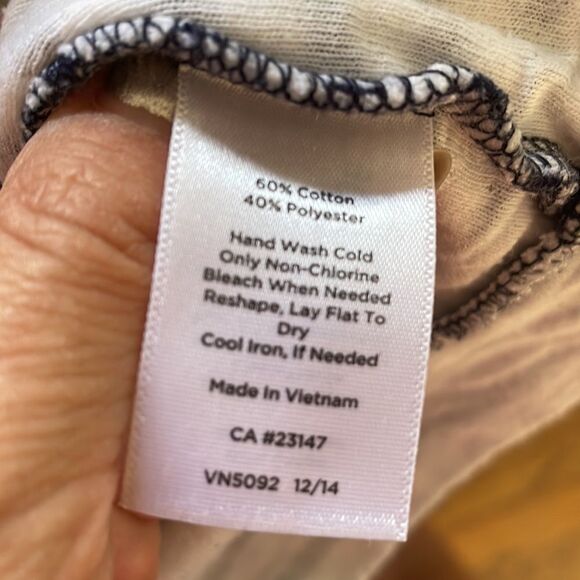 60% Cotton
40% Polyester
Hand Wash Cold
Only Non-Chlorine
Bleach When Needed
Reshape, Lay Flat To
Dry
Cool Iron, If Needed
Made In Vietnam
CA #23147
VN5092 12/14